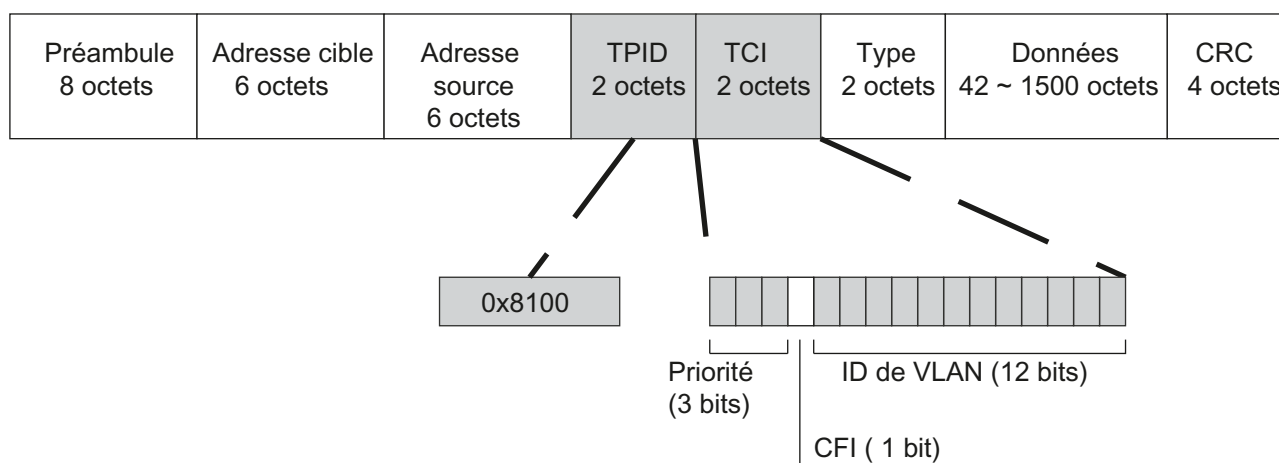 Préambule
8 octets
Adresse cible
6 octets
Adresse
source
6 octets
TPID
2 octets
TCI
2 octets
Type
2 octets
Données
42 ~ 1500 octets
CRC
4 octets
0x8100
Priorité
(3 bits)
ID de VLAN (12 bits)
CFI ( 1 bit)